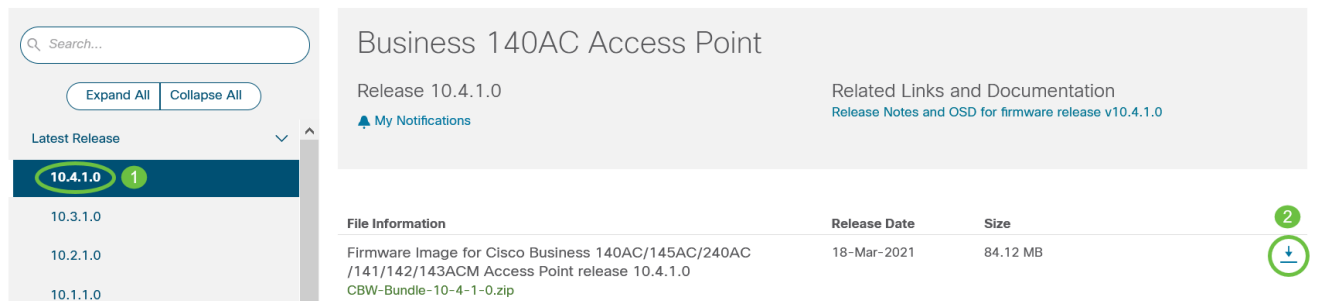 Search...
Expand All
Collapse All
Latest Release
10.4.1.0
1
10.3.1.0
10.2.1.0
10.1.1.0
Business 140AC Access Point
Release 10.4.1.0
My Notifications
Related Links and Documentation
Release Notes and OSD for firmware release v10.4.1.0
File Information
Release Date
Size
2
Firmware Image for Cisco Business 140AC/145AC/240AC
/141/142/143ACM Access Point release 10.4.1.0
CBW-Bundle-10-4-1-0.zip
18-Mar-2021
84.12 MB